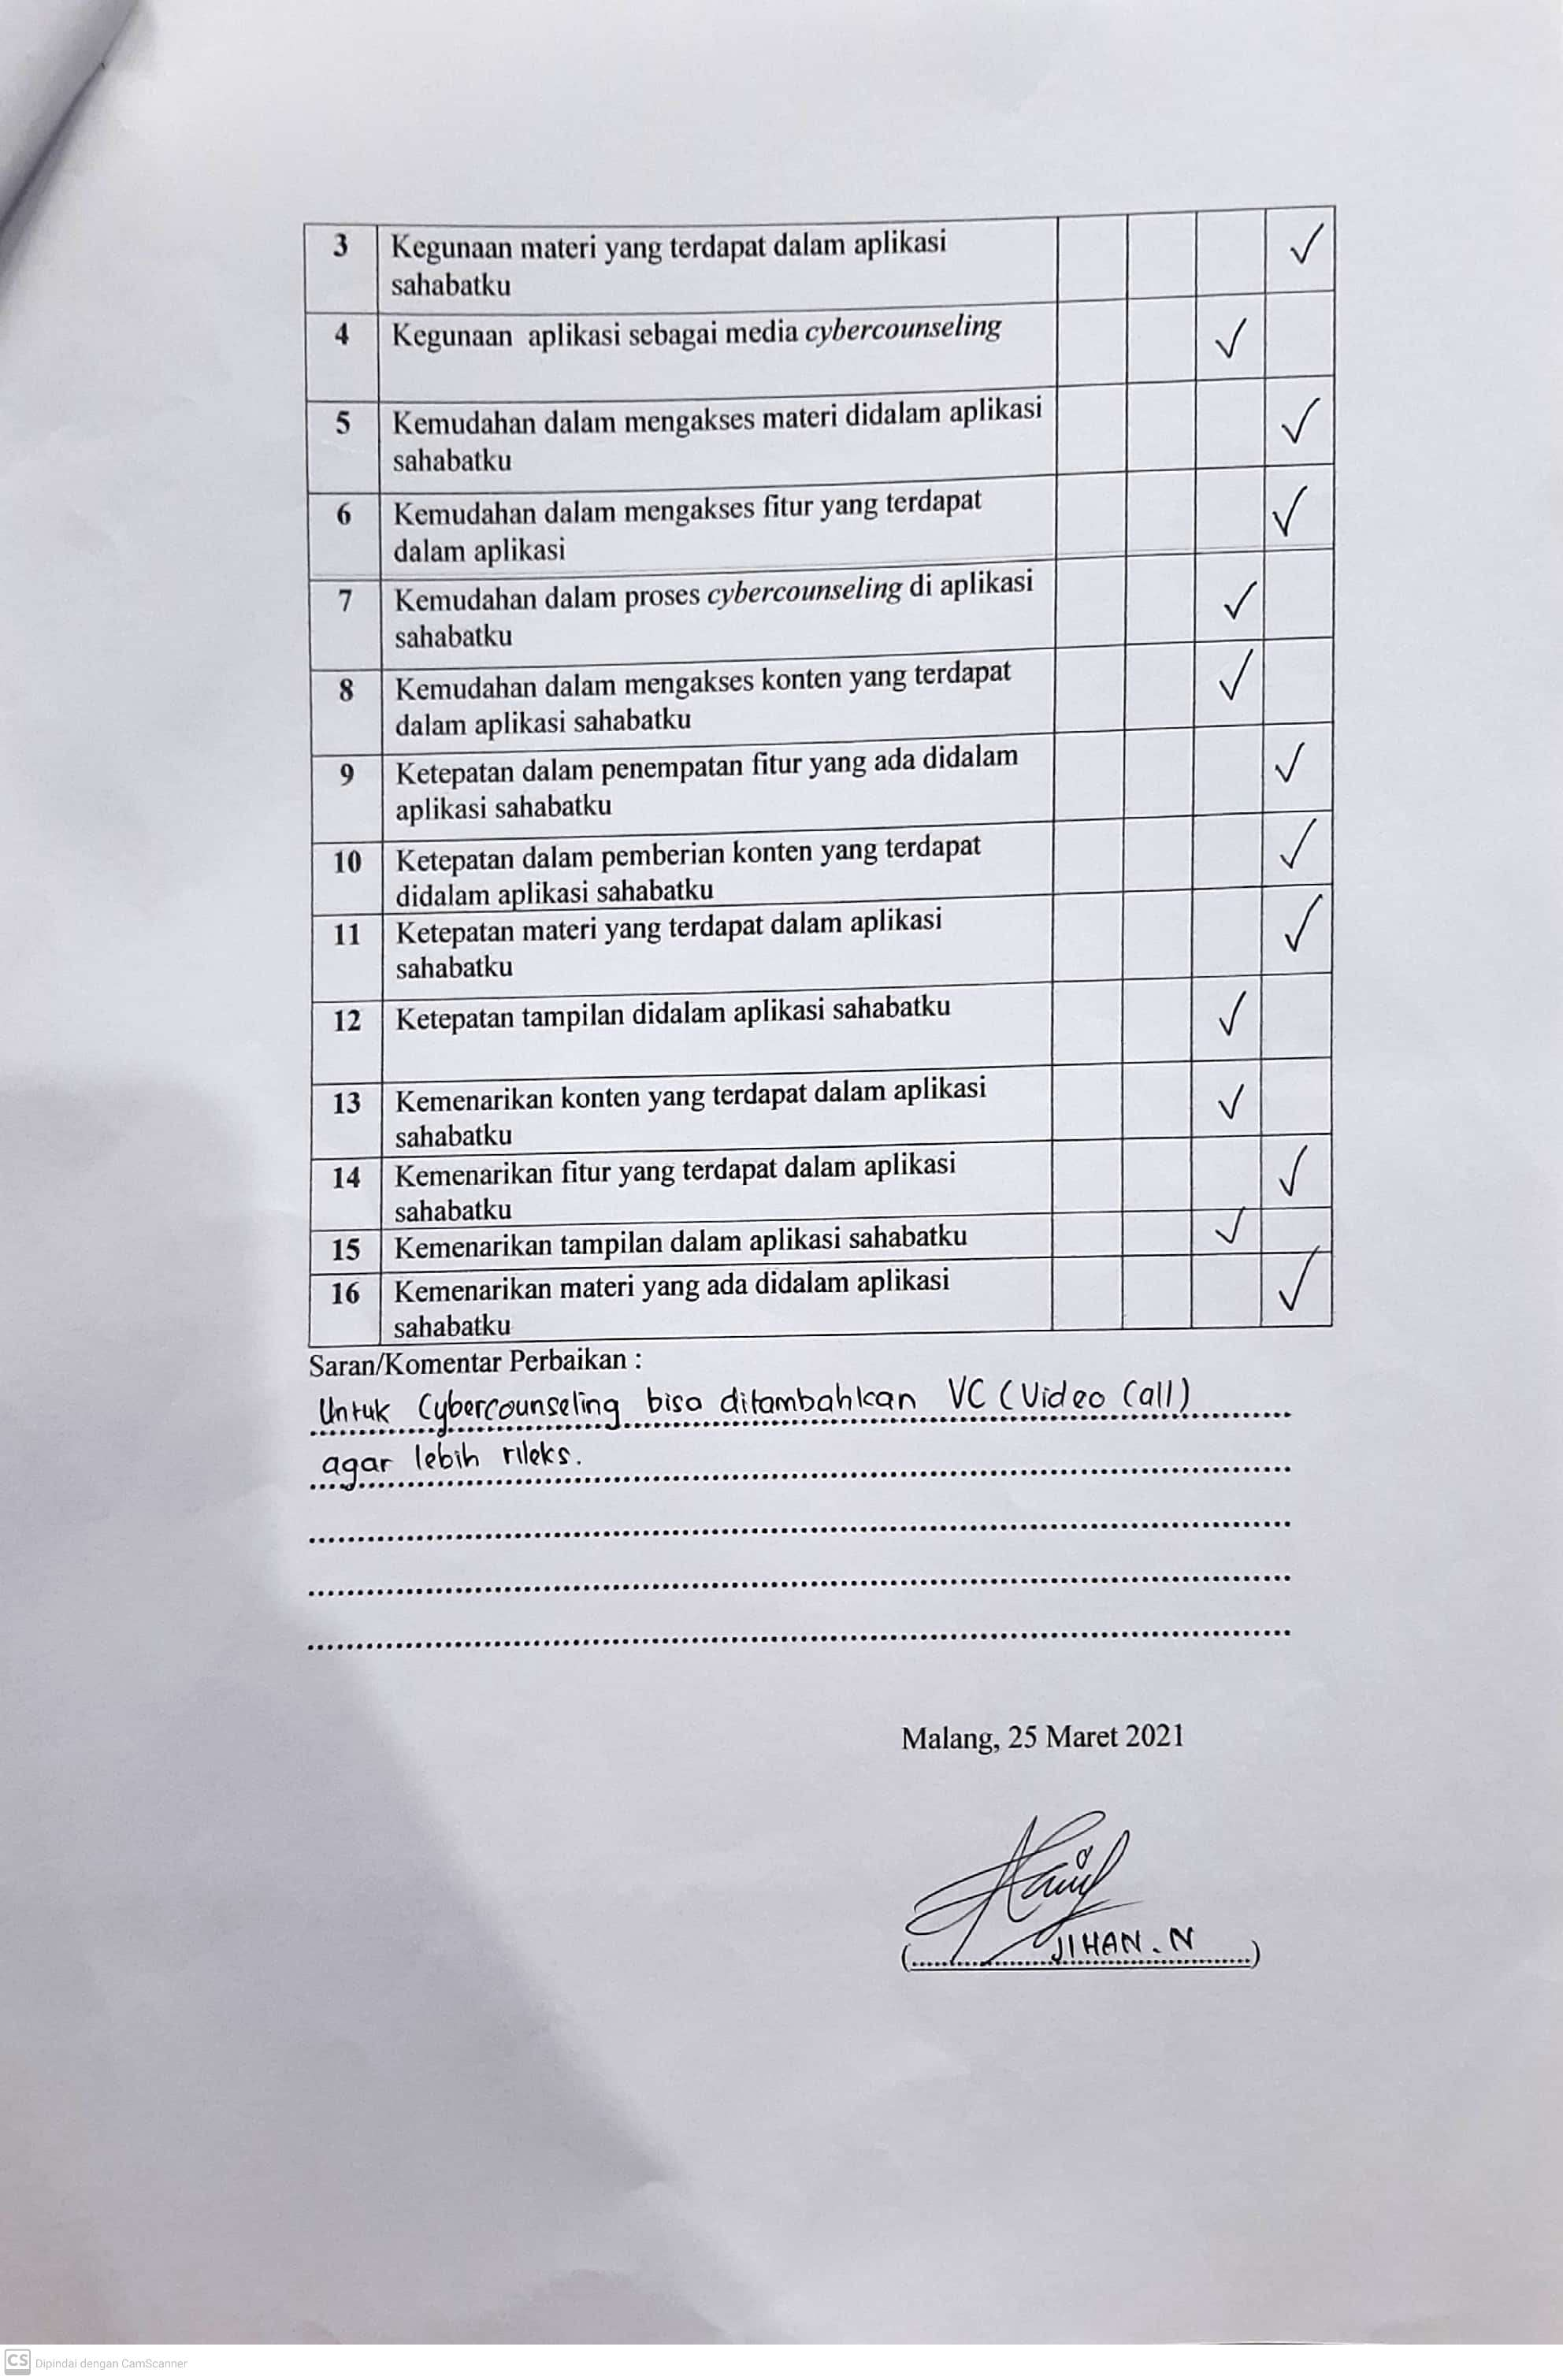 3 Kegunaan materi yang terdapat dalam aplikasi ✓
sahabatku
4 Kegunaan aplikasi sebagai media cybercounseling ✓
5 Kemudahan dalam mengakses materi didalam aplikasi ✓
sahabatku
6 Kemudahan dalam mengakses fitur yang terdapat ✓
dalam aplikasi
7 Kemudahan dalam proses cybercounseling di aplikasi ✓
sahabatku
8 Kemudahan dalam mengakses konten yang terdapat ✓
dalam aplikasi sahabatku
9 Ketepatan dalam penempatan fitur yang ada didalam ✓
aplikasi sahabatku
10 Ketepatan dalam pemberian konten yang terdapat ✓
didalam aplikasi sahabatku
11 Ketepatan materi yang terdapat dalam aplikasi ✓
sahabatku
12 Ketepatan tampilan didalam aplikasi sahabatku ✓
13 Kemenarikan konten yang terdapat dalam aplikasi ✓
sahabatku
14 Kemenarikan fitur yang terdapat dalam aplikasi ✓
sahabatku
15 Kemenarikan tampilan dalam aplikasi sahabatku ✓
16 Kemenarikan materi yang ada didalam aplikasi ✓
sahabatku
Saran/Komentar Perbaikan :
Untuk Cybercounseling bisa ditambahkan VC (Video Call)
agar lebih rileks.
Malang, 25 Maret 2021
(JIHAN. N)
CS Dipindai dengan CamScanner